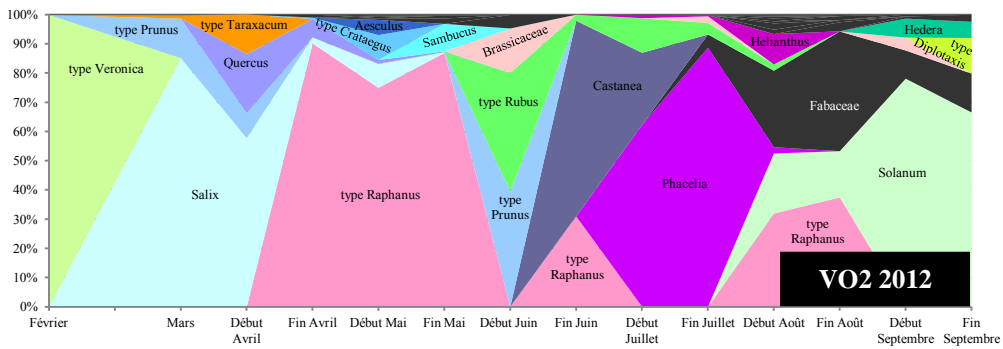 100%
90%
80%
70%
60%
50%
40%
30%
20%
10%
0%
type Veronica
type Prunus
Salix
type Taraxacum
Quercus
type Crataegus
Aesculus
Sambucus
type Raphanus
Brassicaceae
type Rubus
type
Prunus
Castanea
type
Raphanus
Phacelia
Helianthus
Fabaceae
type
Raphanus
Solanum
Hedera
type
Diplotaxis
VO2 2012
Février
Mars
Début
Avril
Fin Avril
Début Mai
Fin Mai
Début Juin
Fin Juin
Début
Juillet
Fin Juillet
Début Août
Fin Août
Début
Septembre
Fin
Septembre